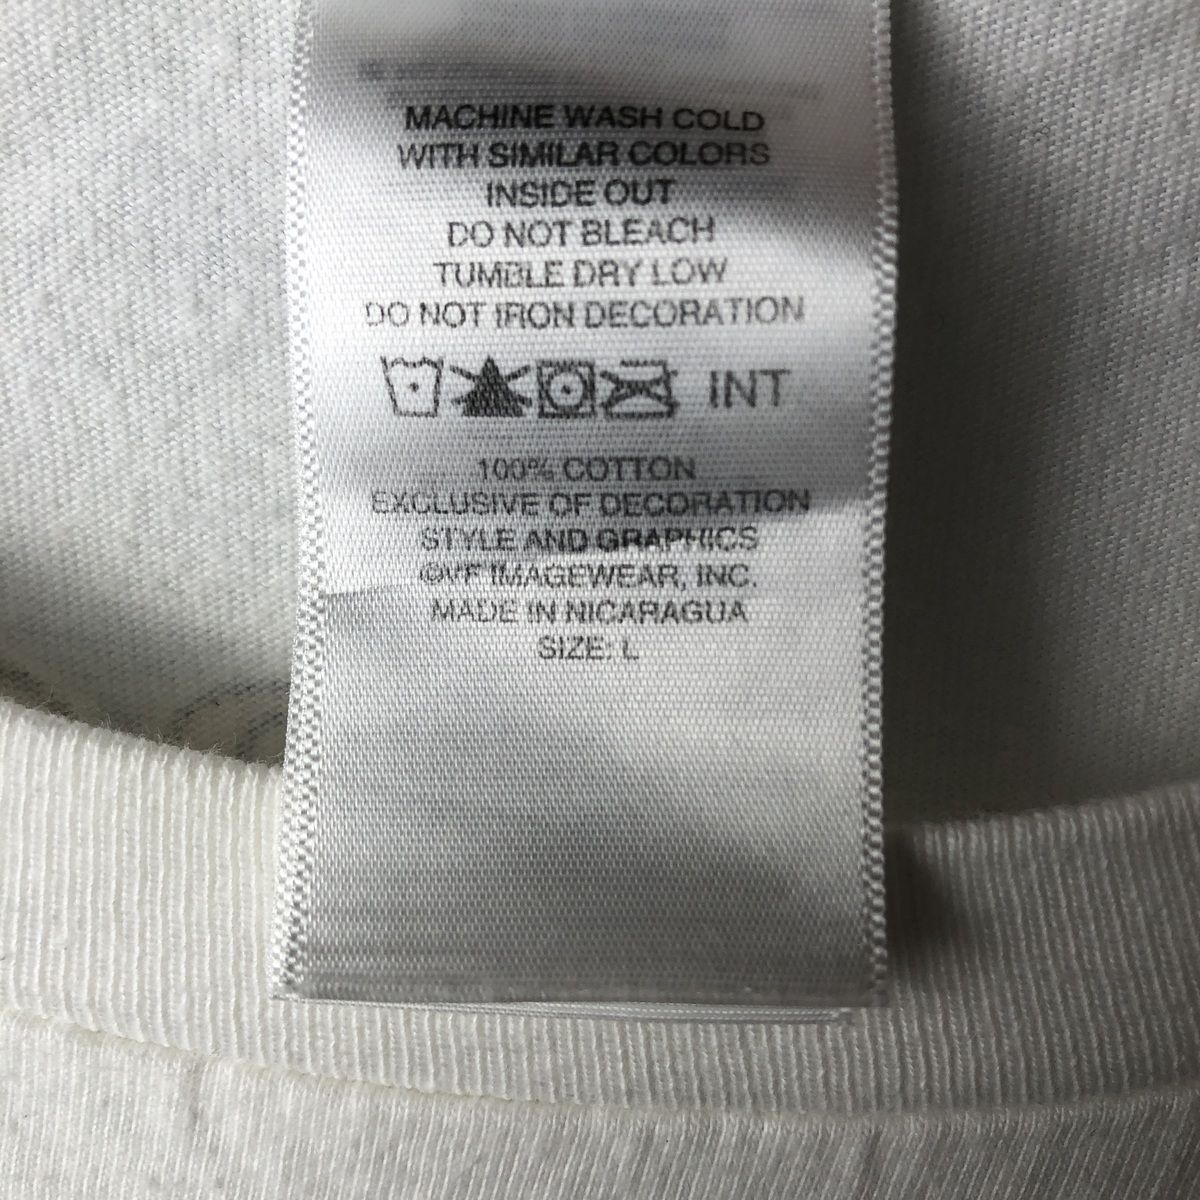 MACHINE WASH COLD
WITH SIMILAR COLORS
INSIDE OUT
DO NOT BLEACH
TUMBLE DRY LOW
DO NOT IRON DECORATION
INT
100% COTTON
EXCLUSIVE OF DECORATION
STYLE AND GRAPHICS
©VF IMAGEWEAR, INC.
MADE IN NICARAGUA
SIZE: L